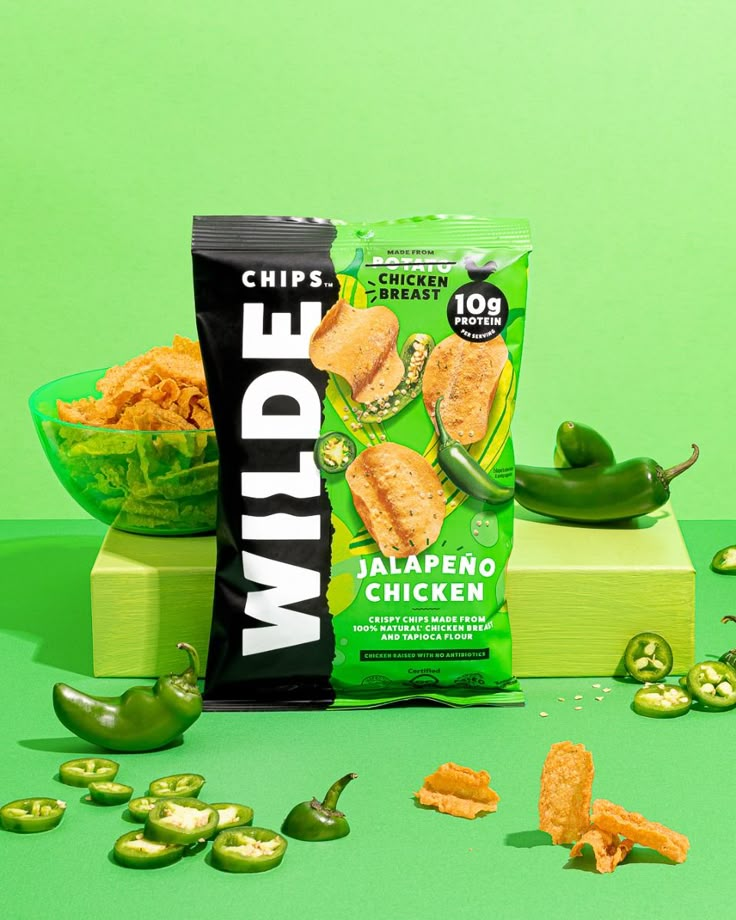 CHIPS™
WILDE
MADE FROM
POTATO
CHICKEN
BREAST
10g
PROTEIN
PER SERVING
JALAPEÑO
CHICKEN
CRISPY CHIPS MADE FROM
100% NATURAL* CHICKEN BREAST
AND TAPIOCA FLOUR
CHICKEN RAISED WITH NO ANTIBIOTICS
Certified